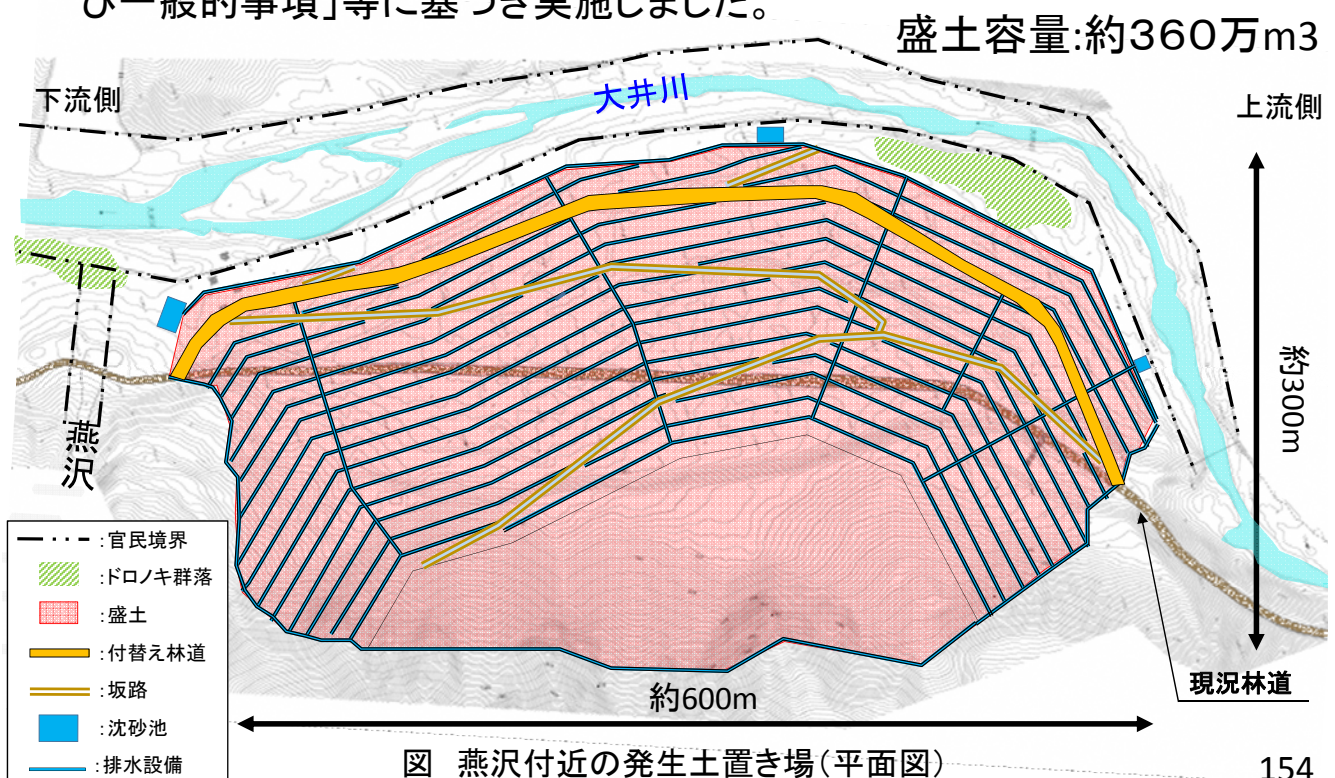 び一般的事項」等に基づき実施しました。
盛土容量:約360万m3
下流側
大井川
上流側
約300m
燕沢
:官民境界
:ドロノキ群落
:盛土
:付替え林道
:坂路
:沈砂池
:排水設備
現況林道
約600m
図 燕沢付近の発生土置き場(平面図)
154